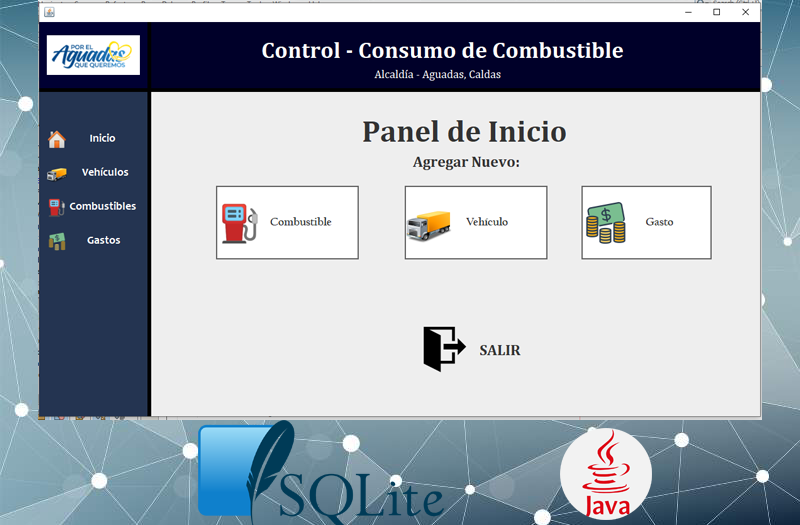 POR EL
Aguadas
QUE QUEREMOS
Control - Consumo de Combustible
Alcaldía - Aguadas, Caldas
Inicio
Vehículos
Combustibles
Gastos
Panel de Inicio
Agregar Nuevo:
Combustible
Vehículo
Gasto
SALIR
SQLite
Java